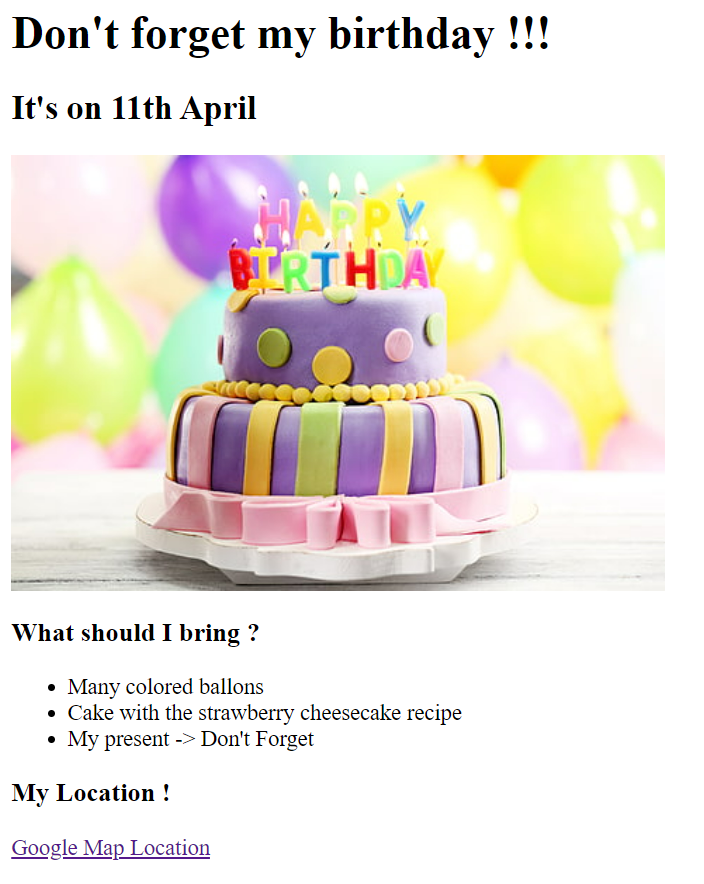 Don't forget my birthday !!!
It's on 11th April
HAPPY
BIRTHDAY
What should I bring ?
Many colored ballons
Cake with the strawberry cheesecake recipe
My present -> Don't Forget
My Location !
Google Map Location